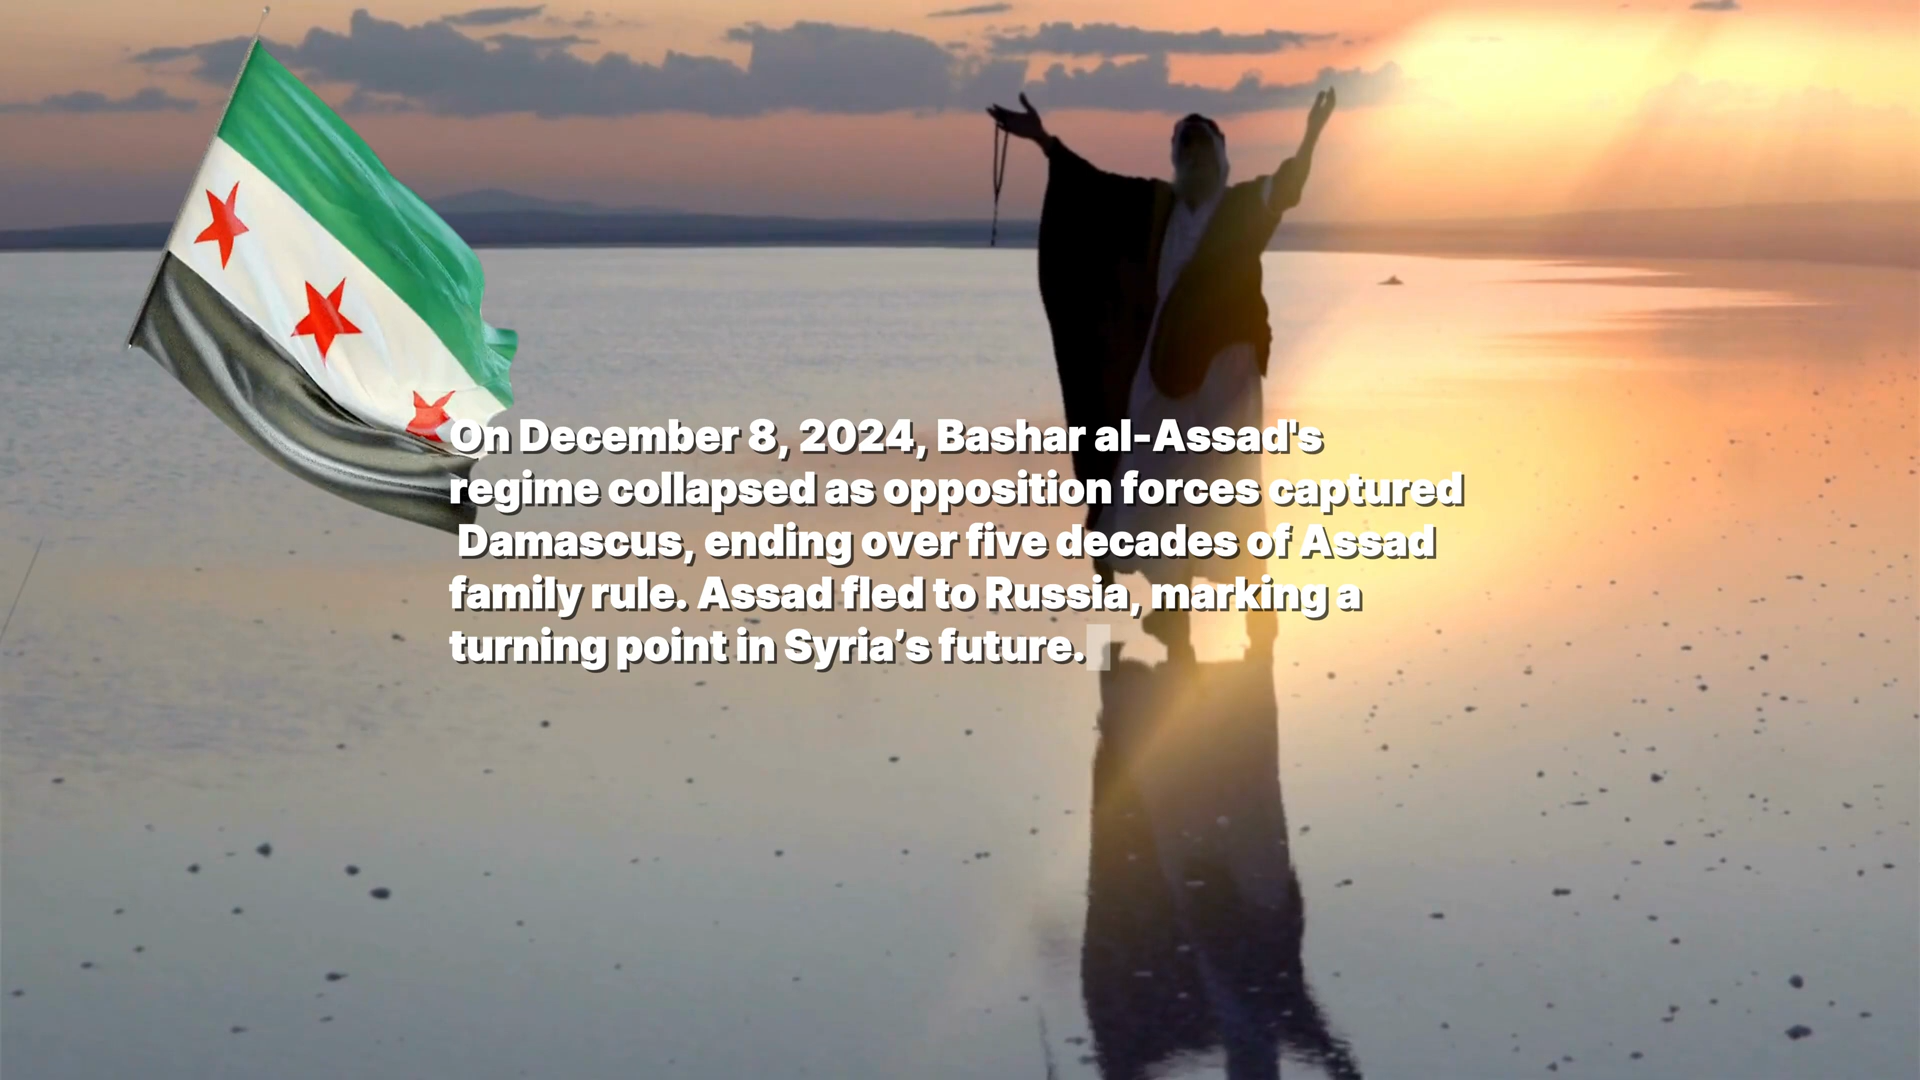 On December 8, 2024, Bashar al-Assad's
regime collapsed as opposition forces captured
Damascus, ending over five decades of Assad
family rule. Assad fled to Russia, marking a
turning point in Syria’s future.